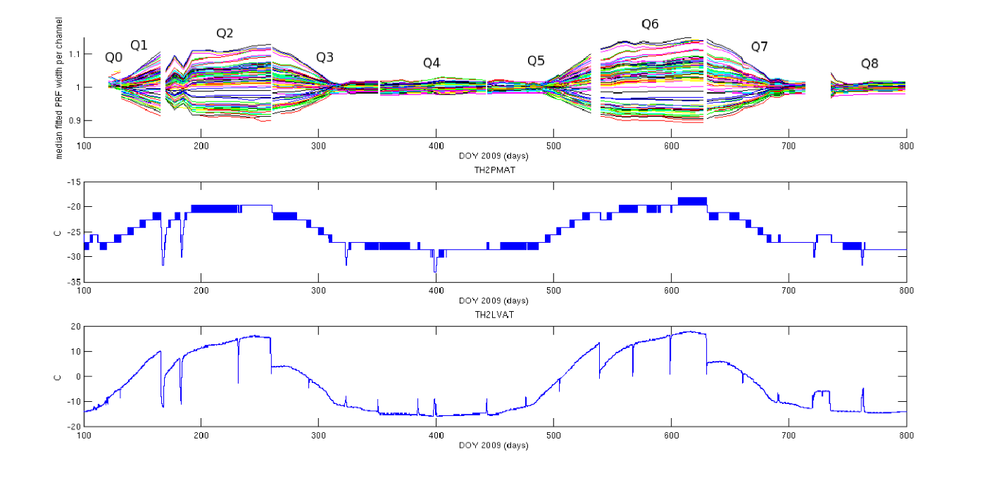 median fitted PRF width per channel
Q0
Q1
Q2
Q3
Q4
Q5
Q6
Q7
Q8
1.1
1
0.9
100 200 300 400 500 600 700 800
DOY 2009 (days)
TH2PMAT
C
-15
-20
-25
-30
-35
100 200 300 400 500 600 700 800
DOY 2009 (days)
TH2LVAT
C
20
10
0
-10
-20
100 200 300 400 500 600 700 800
DOY 2009 (days)